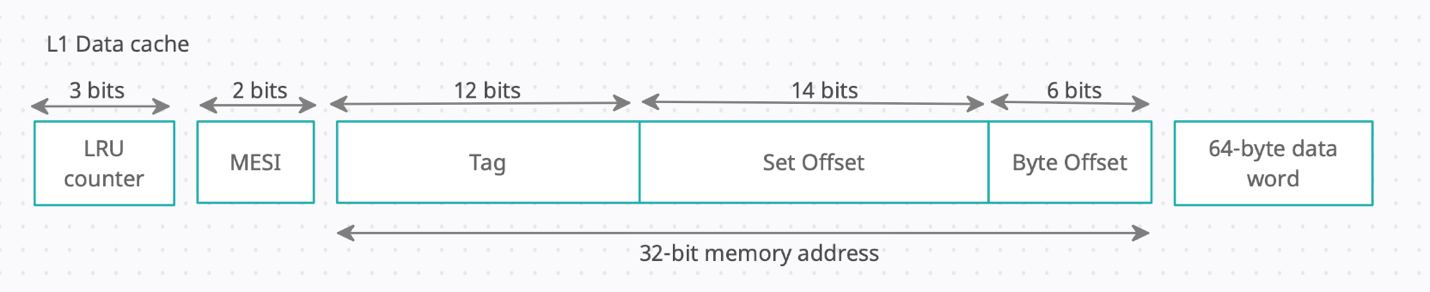 L1 Data cache
3 bits
2 bits
12 bits
14 bits
6 bits
LRU
counter
MESI
Tag
Set Offset
Byte Offset
64-byte data
word
32-bit memory address